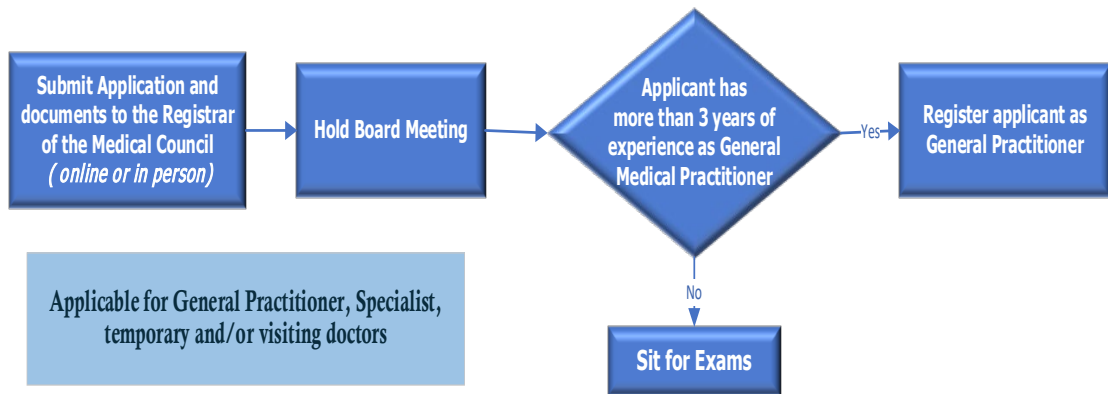 Submit Application and
documents to the Registrar
of the Medical Council
( online or in person)
Hold Board Meeting
Applicant has
more than 3 years of
experience as General
Medical Practitioner
Yes
Register applicant as
General Practitioner
No
Sit for Exams
Applicable for General Practitioner, Specialist,
temporary and/or visiting doctors